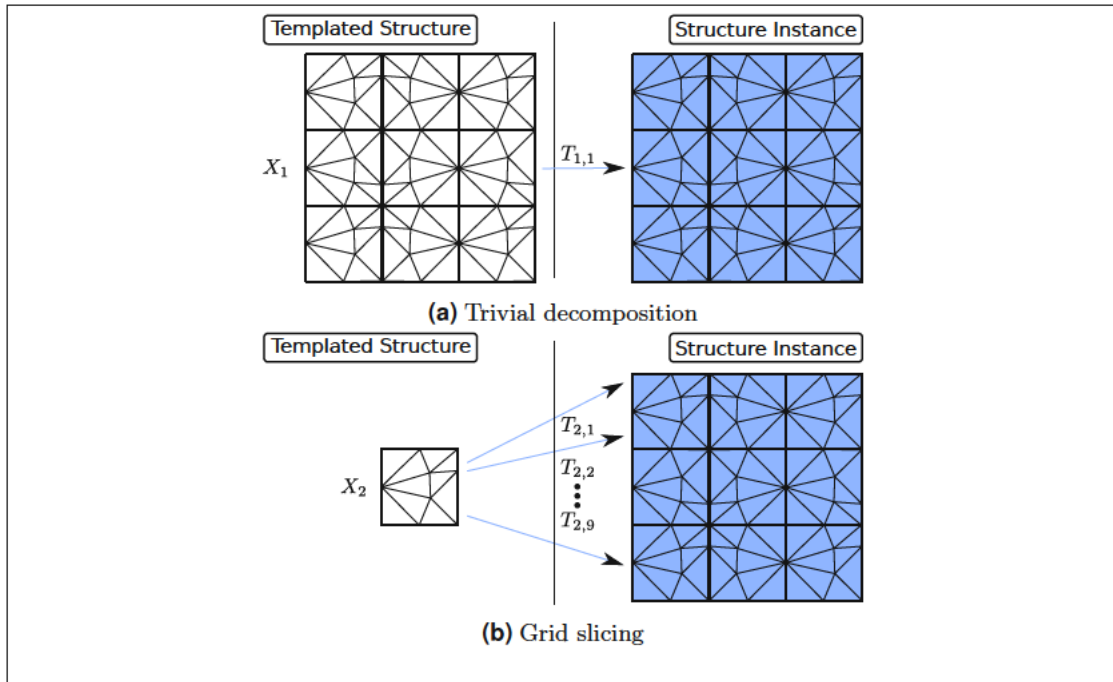 Templated Structure
Structure Instance
X₁
T₁,₁
(a) Trivial decomposition
Templated Structure
Structure Instance
T₂,₁
X₂
T₂,₂
⋮
T₂,₉
(b) Grid slicing